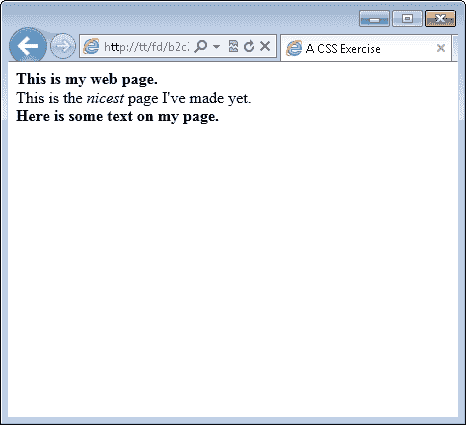 http://tt/fd/b2c
A CSS Exercise
This is my web page.
This is the nicest page I've made yet.
Here is some text on my page.